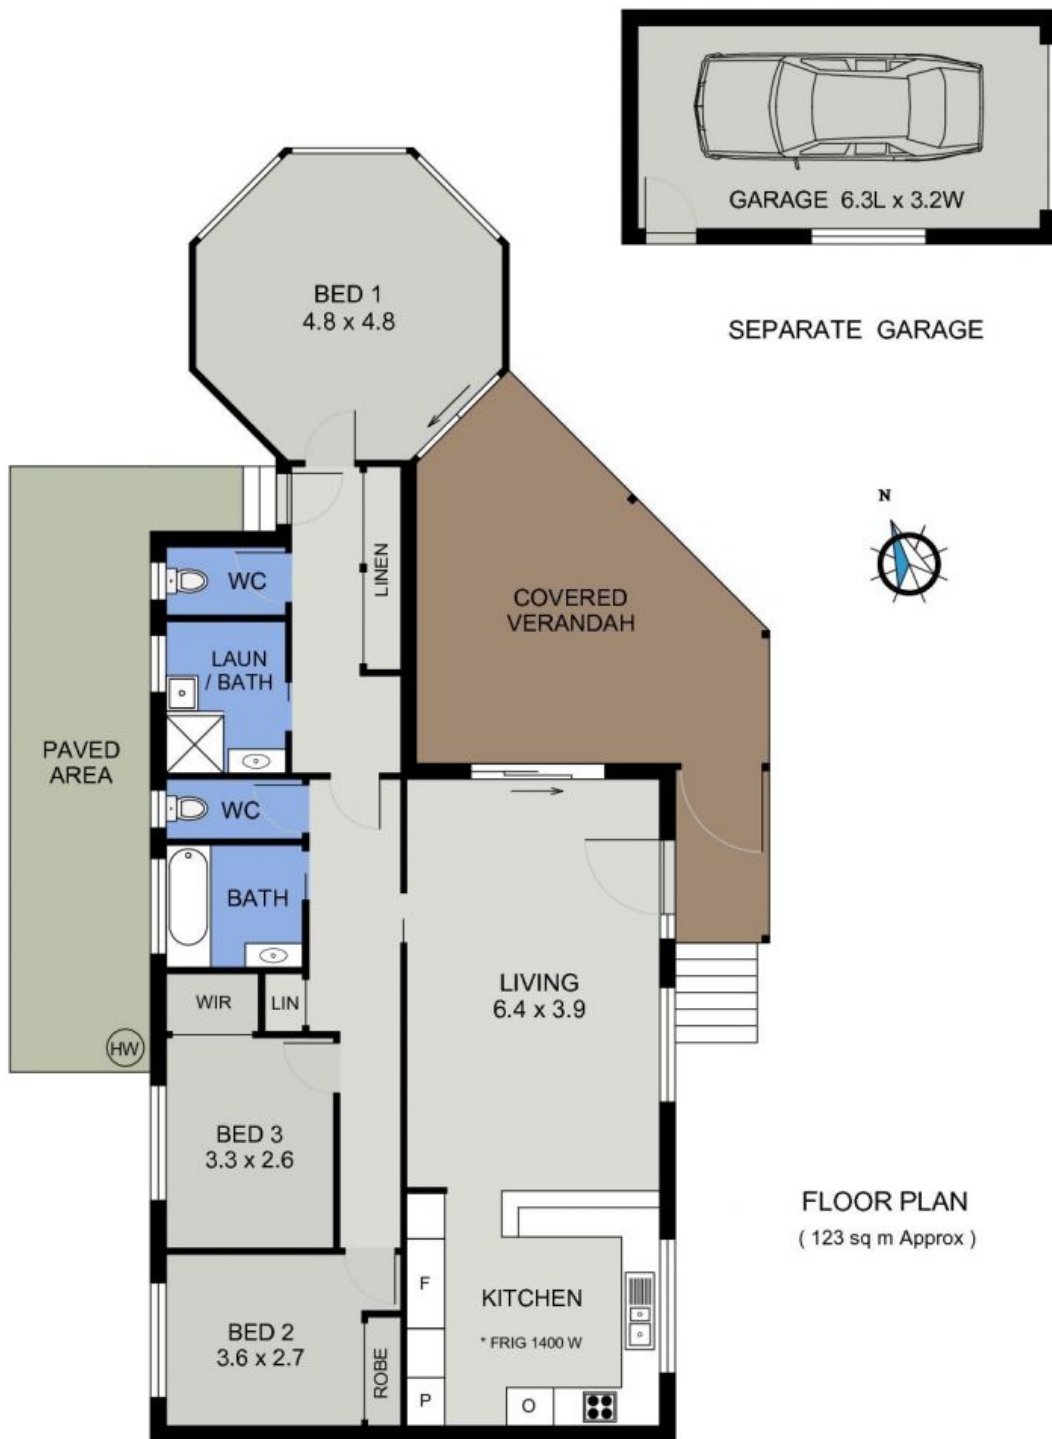 GARAGE 6.3L x 3.2W
SEPARATE GARAGE
BED 1
4.8 x 4.8
N
LINEN
WC
COVERED
VERANDAH
LAUN
/ BATH
PAVED
AREA
WC
BATH
LIVING
6.4 x 3.9
WIR
LIN
HW
BED 3
3.3 x 2.6
FLOOR PLAN
( 123 sq m Approx )
F
KITCHEN
* FRIG 1400 W
BED 2
3.6 x 2.7
ROBE
P
O